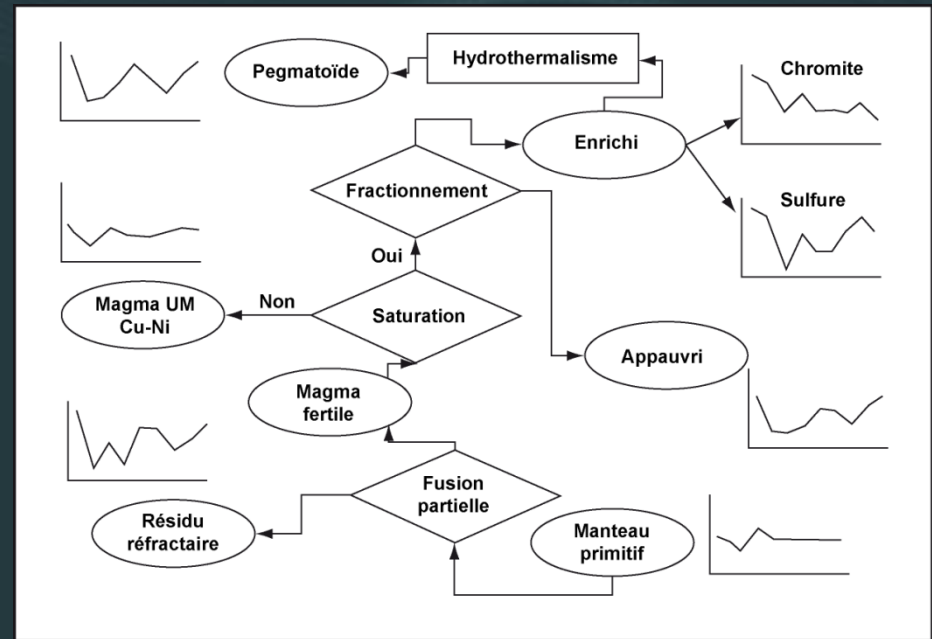 Hydrothermalisme
Pegmatoïde
Chromite
Enrichi
Fractionnement
Sulfure
Oui
Non
Magma UM
Cu-Ni
Saturation
Appauvri
Magma
fertile
Fusion
partielle
Résidu
réfractaire
Manteau
primitif